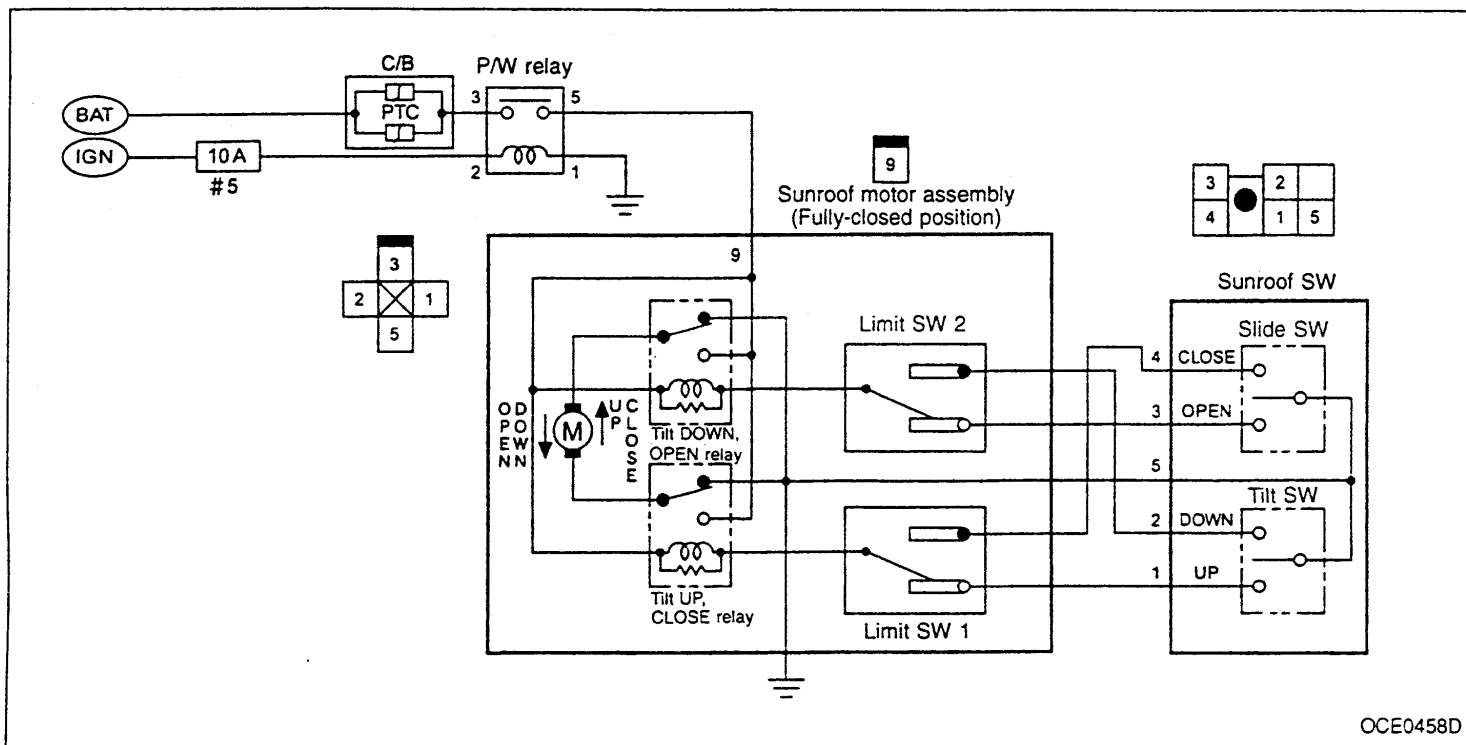 C/B
P/W relay
BAT
PTC
3
5
IGN
10A
#5
2
1
9
Sunroof motor assembly
(Fully-closed position)
3
2
4
1
5
3
2
1
5
9
Sunroof SW
Limit SW 2
Slide SW
4
CLOSE
3
OPEN
OPEN
DOWN
M
UP
CLOSE
Tilt DOWN,
OPEN relay
5
Tilt SW
2
DOWN
1
UP
Tilt UP,
CLOSE relay
Limit SW 1
OCE0458D